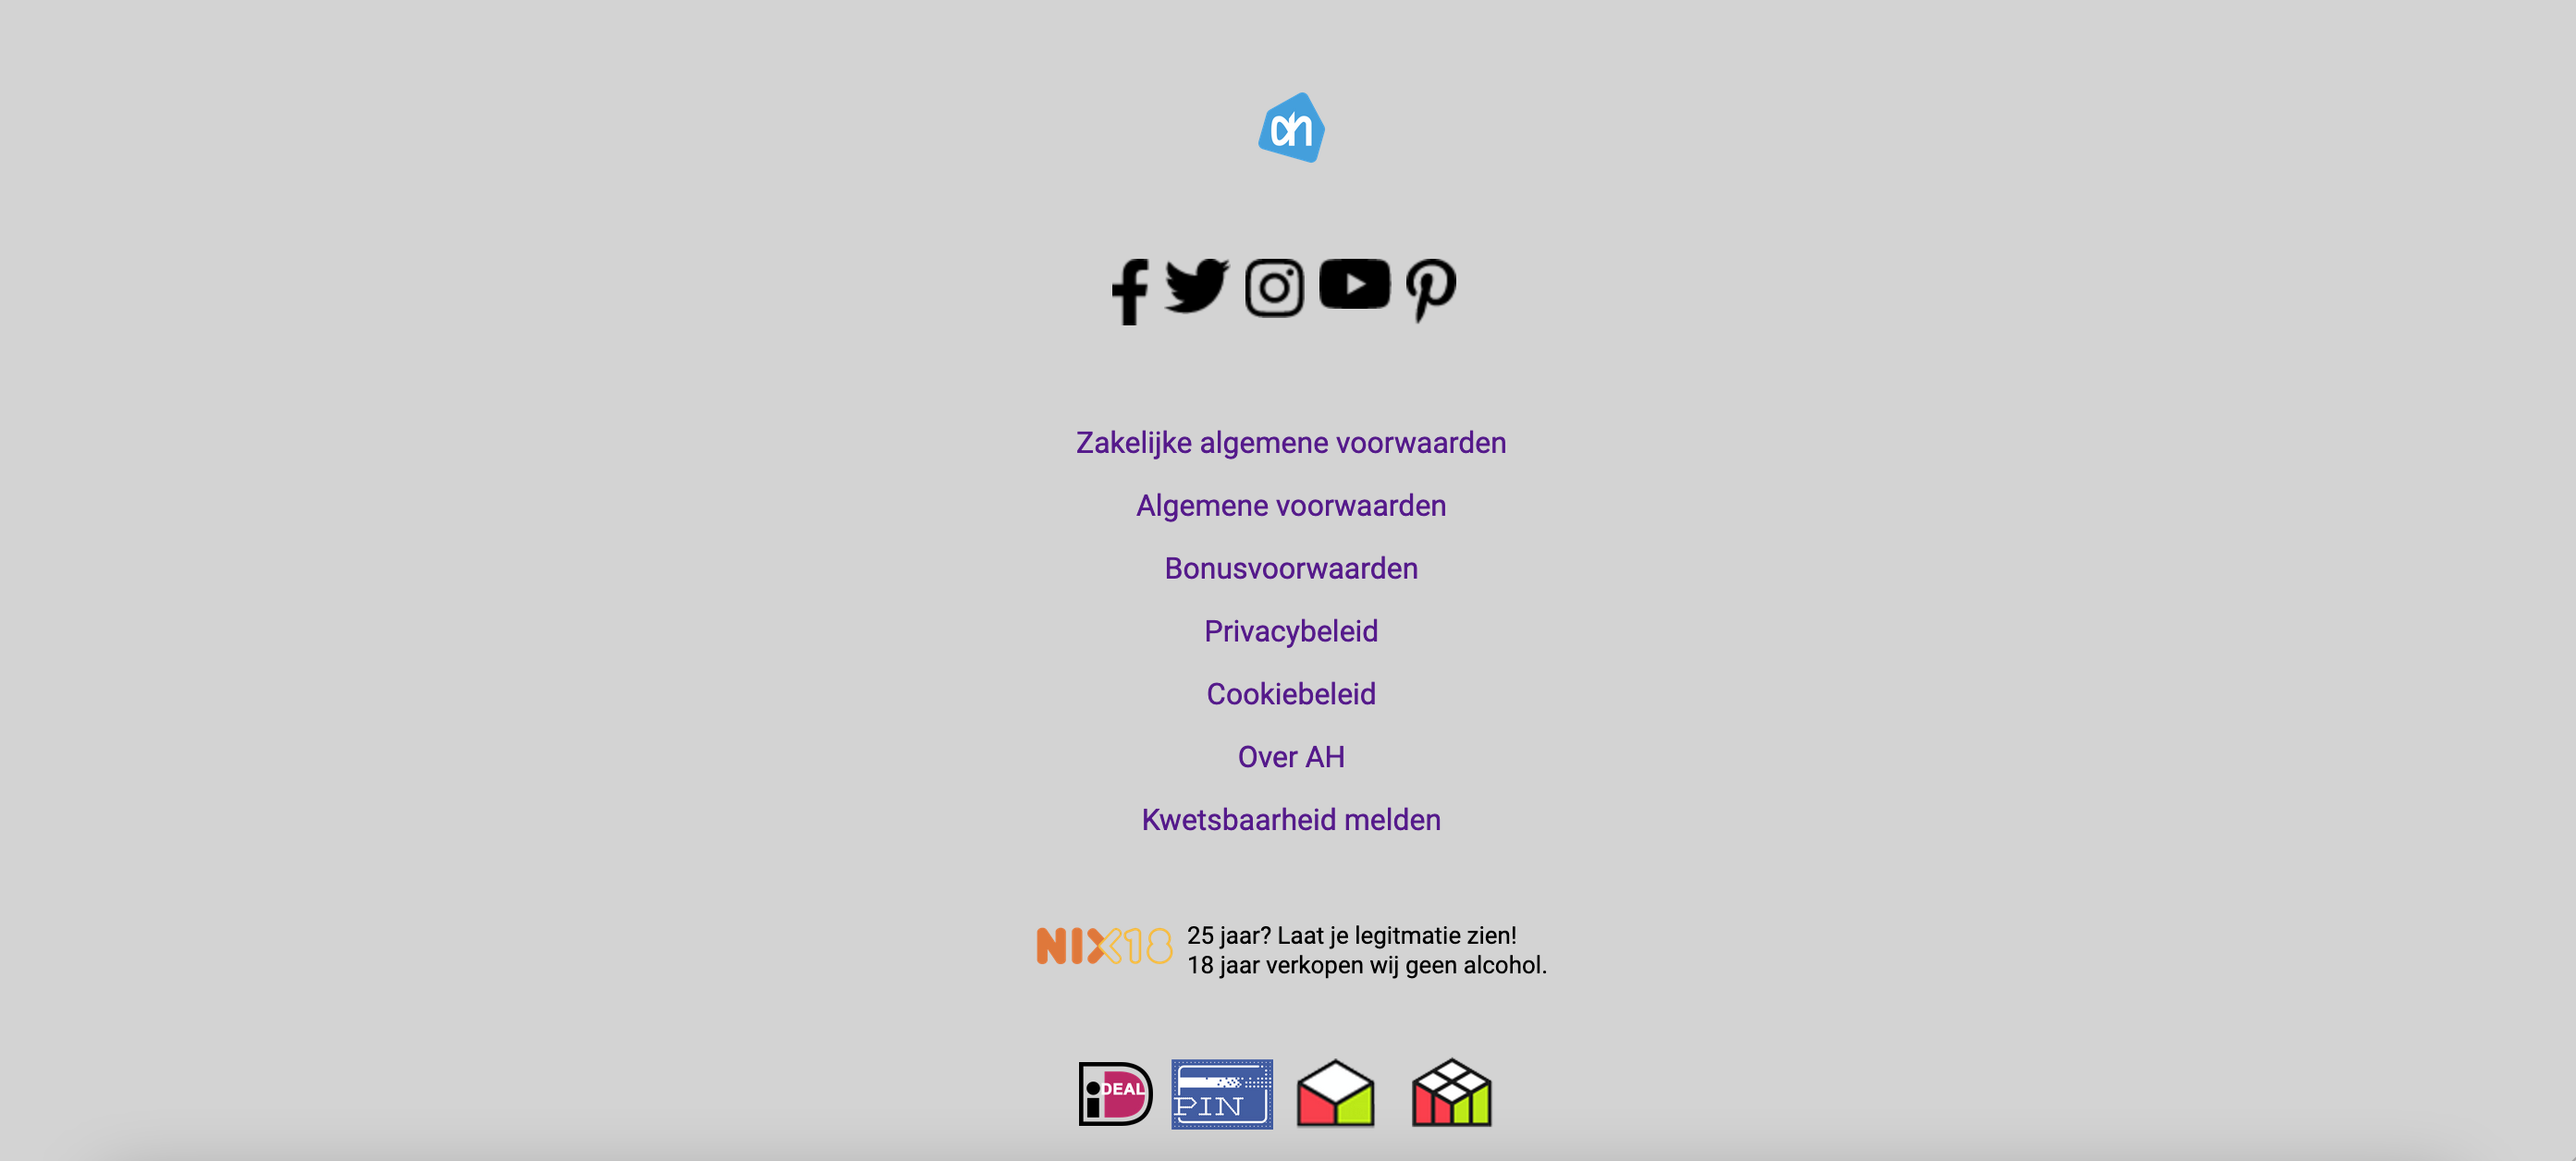 ah
Zakelijke algemene voorwaarden
Algemene voorwaarden
Bonusvoorwaarden
Privacybeleid
Cookiebeleid
Over AH
Kwetsbaarheid melden
NIX18 25 jaar? Laat je legitmatie zien!
18 jaar verkopen wij geen alcohol.
iDEAL PIN